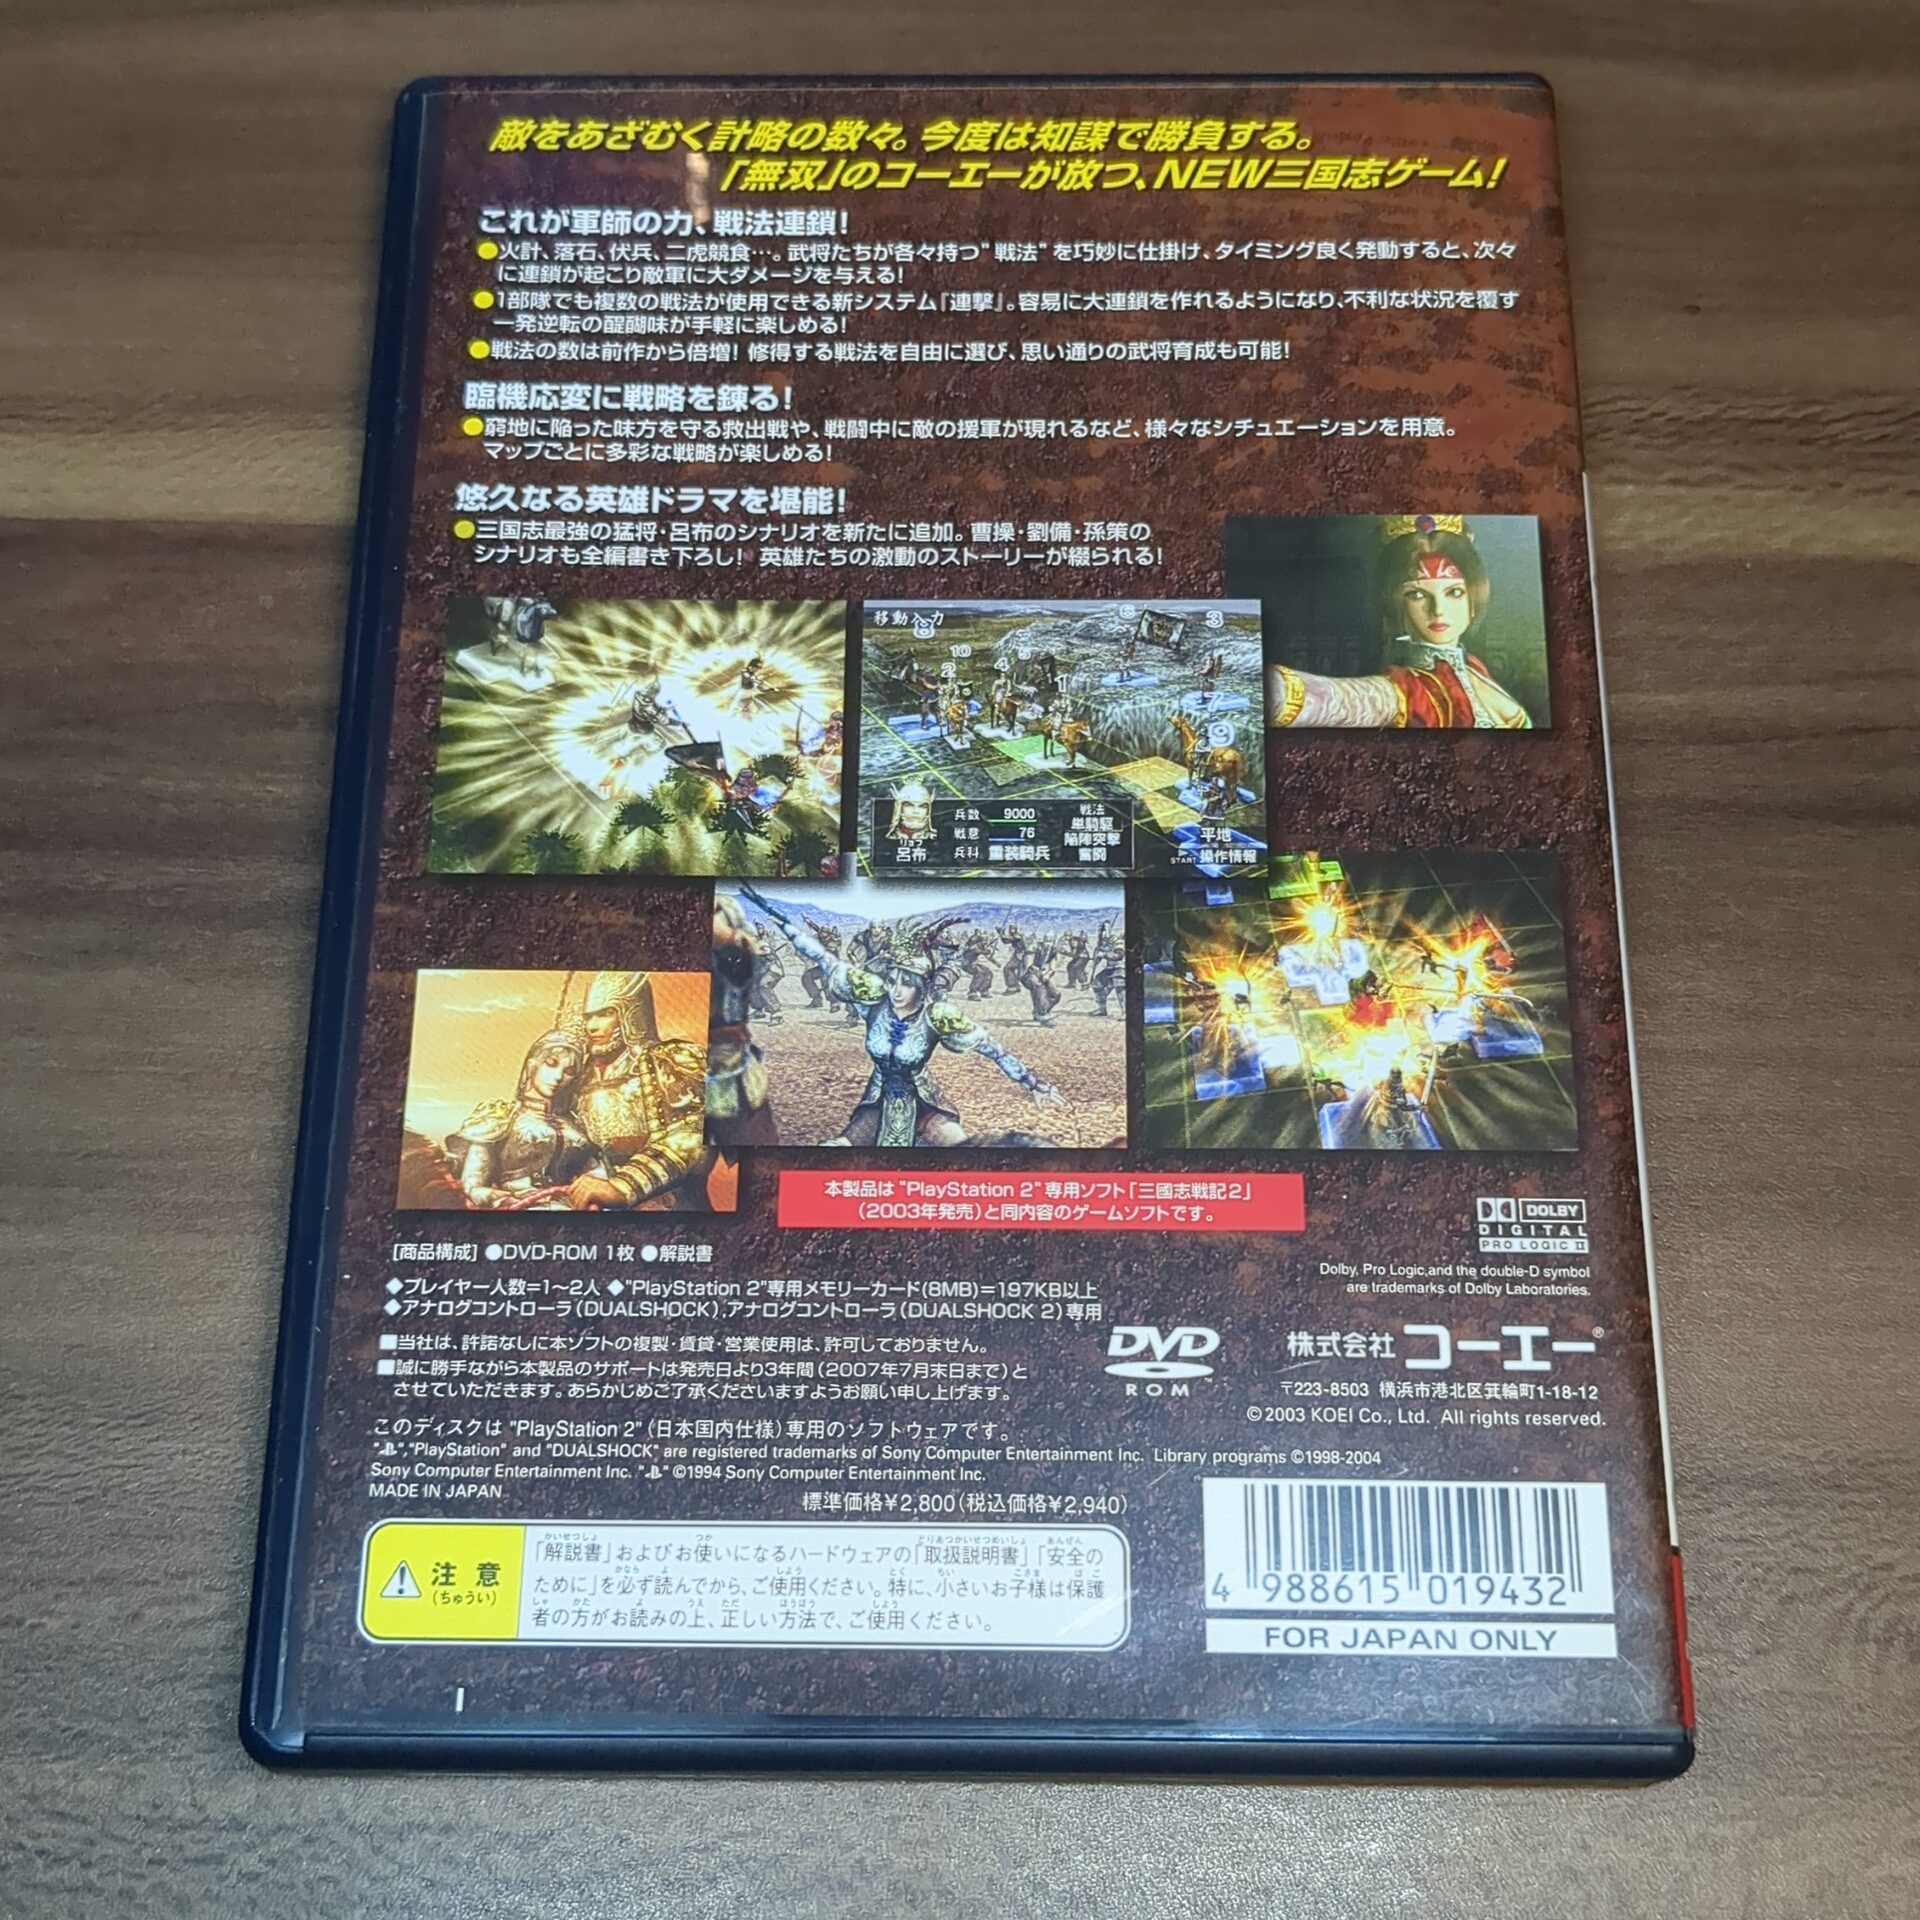 敵をあざむく計略の数々。今度は知謀で勝負する。
「無双」のコーエーが放つ、NEW三国志ゲーム!
これが軍師の力、戦法連鎖!
●火計、落石、伏兵、二虎競食…。武将たちが各々持つ"戦法"を巧妙に仕掛け、タイミング良く発動すると、次々
に連鎖が起こり敵軍に大ダメージを与える!
●1部隊でも複数の戦法が使用できる新システム『連撃』。容易に大連鎖を作れるようになり、不利な状況を覆す
一発逆転の醍醐味が手軽に楽しめる!
●戦法の数は前作から倍増! 修得する戦法を自由に選び、思い通りの武将育成も可能!
臨機応変に戦略を錬る!
●窮地に陥った味方を守る救出戦や、戦闘中に敵の援軍が現れるなど、様々なシチュエーションを用意。
マップごとに多彩な戦略が楽しめる!
悠久なる英雄ドラマを堪能!
●三国志最強の猛将・呂布のシナリオを新たに追加。曹操・劉備・孫策の
シナリオも全編書き下ろし! 英雄たちの激動のストーリーが綴られる!
移動入力
8
6
3
10
5
2
4
1
7
9
兵数 9000
戦意 76
兵科 重装騎兵
リョフ
呂布
戦法
単騎駆
陥陣突撃
奮闘
平地
START 操作情報
本製品は"PlayStation 2"専用ソフト「三國志戦記2」
(2003年発売)と同内容のゲームソフトです。
DOLBY
DIGITAL
PRO LOGIC II
Dolby, Pro Logic,and the double-D symbol
are trademarks of Dolby Laboratories.
[商品構成] ●DVD-ROM 1枚 ●解説書
◆プレイヤー人数=1〜2人 ◆"PlayStation 2"専用メモリーカード(8MB)=197KB以上
◆アナログコントローラ(DUALSHOCK),アナログコントローラ(DUALSHOCK 2)専用
■当社は、許諾なしに本ソフトの複製・賃貸・営業使用は、許可しておりません。
■誠に勝手ながら本製品のサポートは発売日より3年間(2007年7月末日まで)と
させていただきます。あらかじめご了承くださいますようお願い申し上げます。
DVD
ROM
株式会社 コーエー®
〒223-8503 横浜市港北区箕輪町1-18-12
©2003 KOEI Co., Ltd. All rights reserved.
このディスクは "PlayStation 2"(日本国内仕様)専用のソフトウェアです。
" ","PlayStation" and "DUALSHOCK" are registered trademarks of Sony Computer Entertainment Inc. Library programs ©1998-2004
Sony Computer Entertainment Inc. " " ©1994 Sony Computer Entertainment Inc.
MADE IN JAPAN
標準価格¥2,800(税込価格¥2,940)
注意
(ちゅうい)
「解説書」およびお使いになるハードウェアの「取扱説明書」「安全の
ために」を必ず読んでから、ご使用ください。特に、小さいお子様は保護
者の方がお読みの上、正しい方法で、ご使用ください。
4 988615 019432
FOR JAPAN ONLY